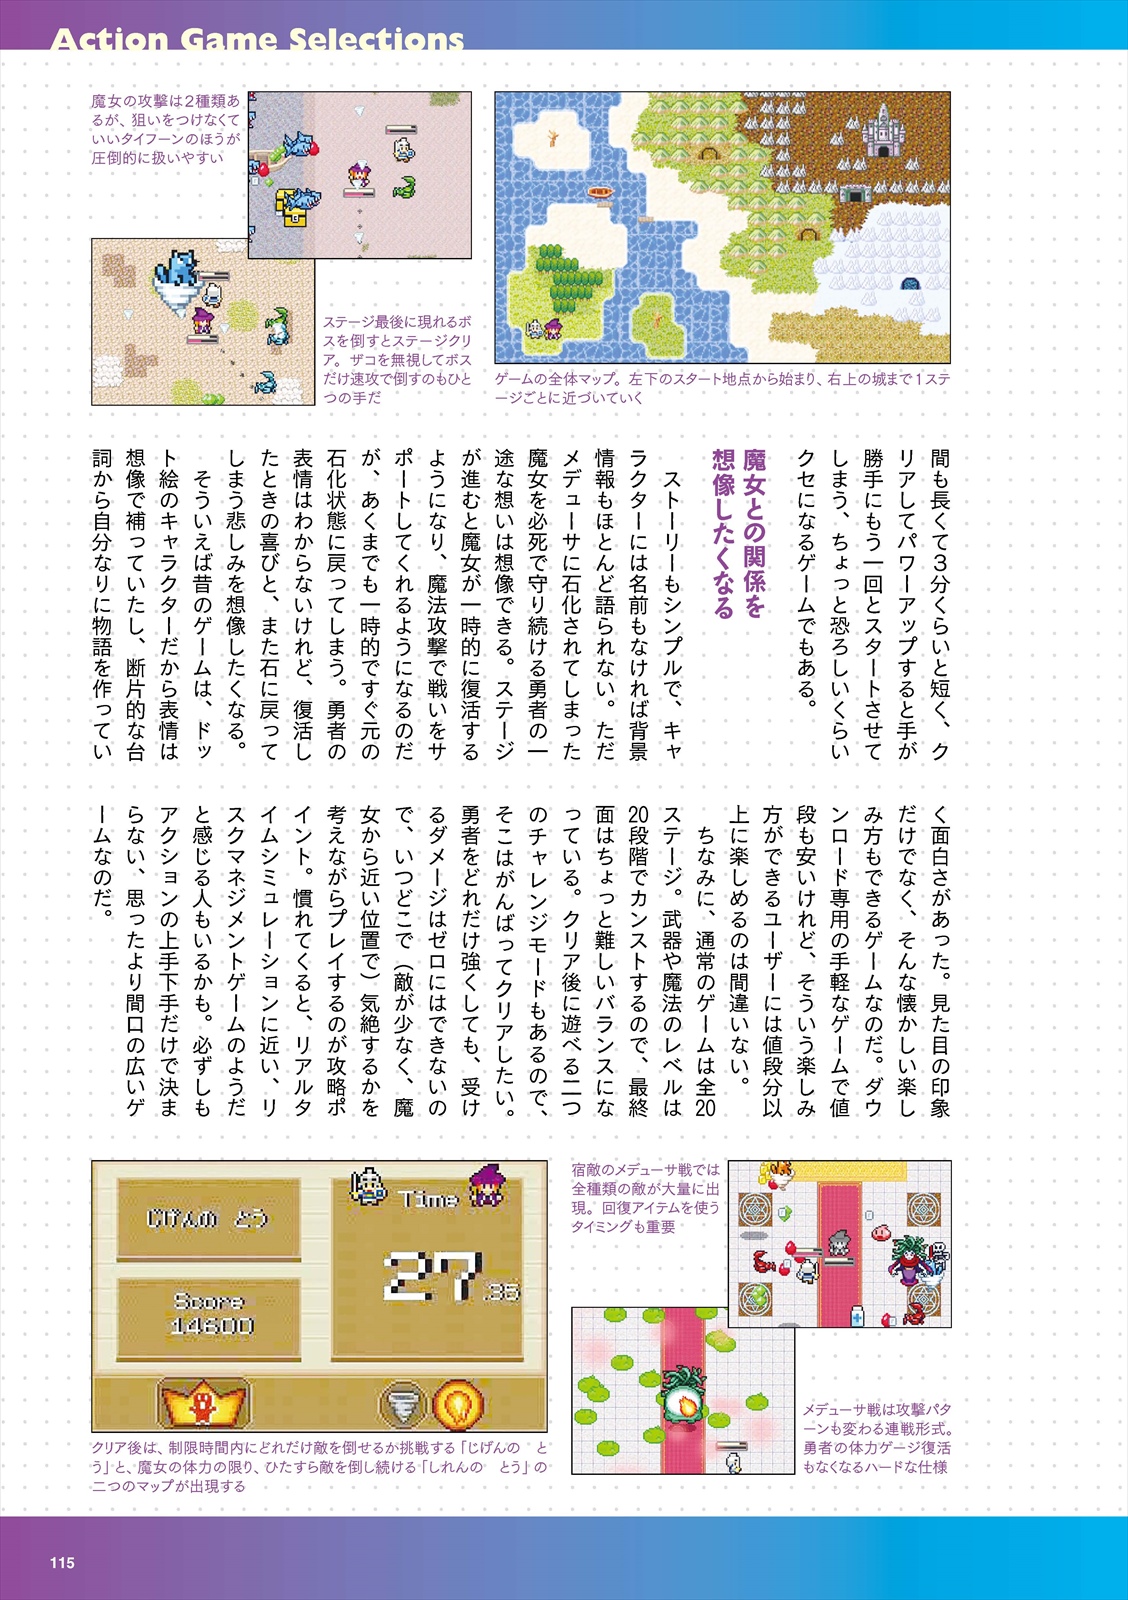 Action Game Selections
魔女の攻撃は2種類あ
るが、狙いをつけなくて
いいタイフーンのほうが
圧倒的に扱いやすい
ステージ最後に現れるボ
スを倒すとステージクリ
ア。ザコを無視してボス
だけ速攻で倒すのもひと
つの手だ
ゲームの全体マップ。左下のスタート地点から始まり、右上の城まで1ステ
ージごとに近づいていく
間も長くて3分くらいと短く、ク
リアしてパワーアップすると手が
勝手にもう一回とスタートさせて
しまう、ちょっと恐ろしいくらい
クセになるゲームでもある。
魔女との関係を
想像したくなる
ストーリーもシンプルで、キャ
ラクターには名前もなければ背景
情報もほとんど語られない。ただ
メデューサに石化されてしまった
魔女を必死で守り続ける勇者の一
途な想いは想像できる。ステージ
が進むと魔女が一時的に復活する
ようになり、魔法攻撃で戦いをサ
ポートしてくれるようになるのだ
が、あくまでも一時的ですぐ元の
石化状態に戻ってしまう。勇者の
表情はわからないけれど、復活し
たときの喜びと、また石に戻って
しまう悲しみを想像したくなる。
そういえば昔のゲームは、ドッ
ト絵のキャラクターだから表情は
想像で補っていたし、断片的な台
詞から自分なりに物語を作ってい
く面白さがあった。見た目の印象
だけでなく、そんな懐かしい楽し
み方もできるゲームなのだ。ダウ
ンロード専用の手軽なゲームで値
段も安いけれど、そういう楽しみ
方ができるユーザーには値段分以
上に楽しめるのは間違いない。
ちなみに、通常のゲームは全20
ステージ。武器や魔法のレベルは
20段階でカンストするので、最終
面はちょっと難しいバランスにな
っている。クリア後に遊べる二つ
のチャレンジモードもあるので、
そこはがんばってクリアしたい。
勇者をどれだけ強くしても、受け
るダメージはゼロにはできないの
で、いつどこで（敵が少なく、魔
女から近い位置で）気絶するかを
考えながらプレイするのが攻略ポ
イント。慣れてくると、リアルタ
イムシミュレーションに近い、リ
スクマネジメントゲームのようだ
と感じる人もいるかも。必ずしも
アクションの上手下手だけで決ま
らない、思ったより間口の広いゲ
ームなのだ。
じげんの とう
Score
14600
Time
27.35
クリア後は、制限時間内にどれだけ敵を倒せるか挑戦する「じげんの と
う」と、魔女の体力の限り、ひたすら敵を倒し続ける「しれんの とう」の
二つのマップが出現する
宿敵のメデューサ戦では
全種類の敵が大量に出
現。回復アイテムを使う
タイミングも重要
メデューサ戦は攻撃パタ
ーンも変わる連戦形式。
勇者の体力ゲージ復活
もなくなるハードな仕様
115